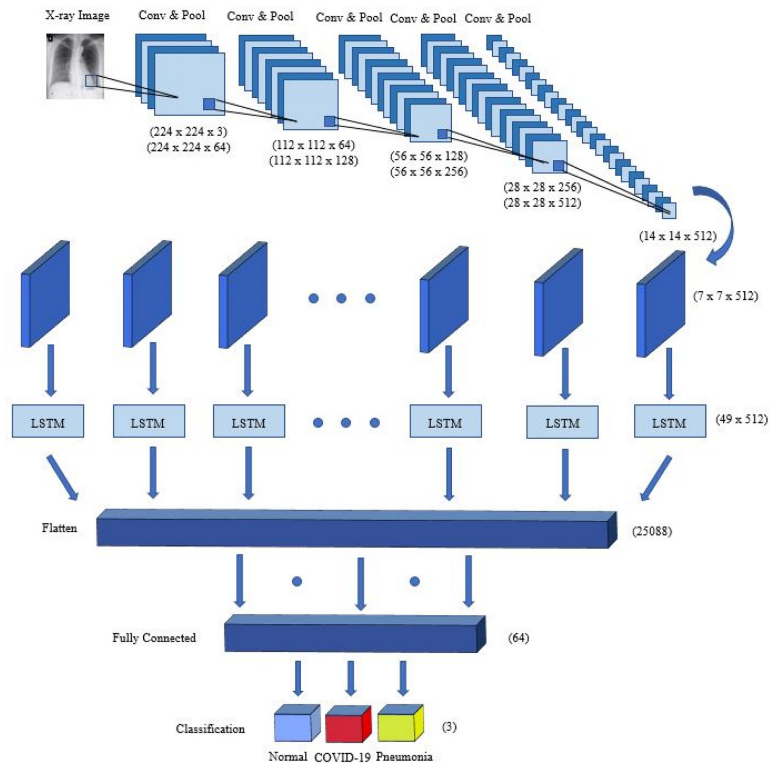 X-ray Image
Conv & Pool
Conv & Pool
Conv & Pool
Conv & Pool
Conv & Pool
(224 x 224 x 3)
(224 x 224 x 64)
(112 x 112 x 64)
(112 x 112 x 128)
(56 x 56 x 128)
(56 x 56 x 256)
(28 x 28 x 256)
(28 x 28 x 512)
(14 x 14 x 512)
(7 x 7 x 512)
LSTM
LSTM
LSTM
LSTM
LSTM
LSTM
(49 x 512)
Flatten
(25088)
Fully Connected
(64)
Classification
(3)
Normal
COVID-19
Pneumonia